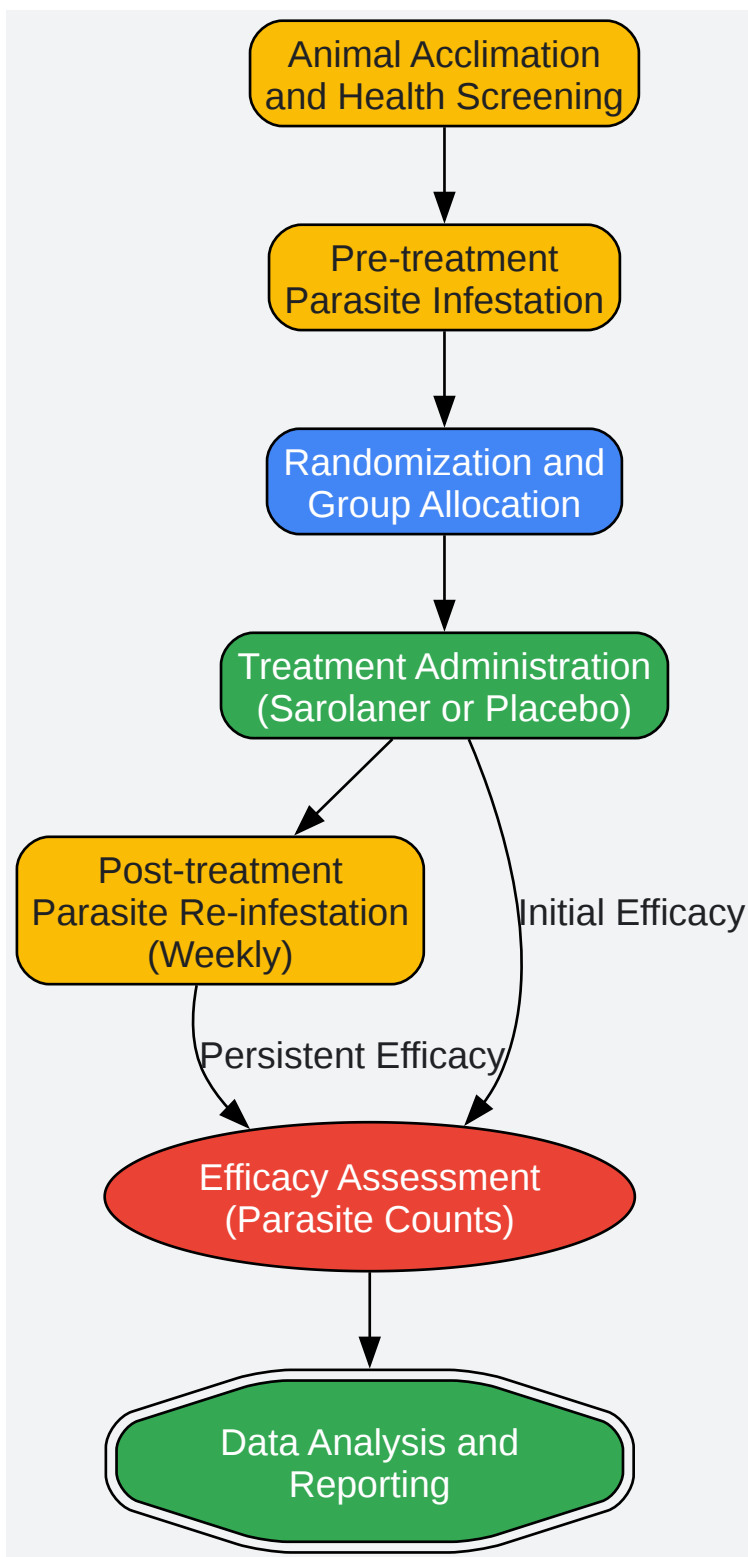 Animal Acclimation
and Health Screening
Pre-treatment
Parasite Infestation
Randomization and
Group Allocation
Treatment Administration
(Sarolaner or Placebo)
Post-treatment
Parasite Re-infestation
(Weekly)
Initial Efficacy
Persistent Efficacy
Efficacy Assessment
(Parasite Counts)
Data Analysis and
Reporting